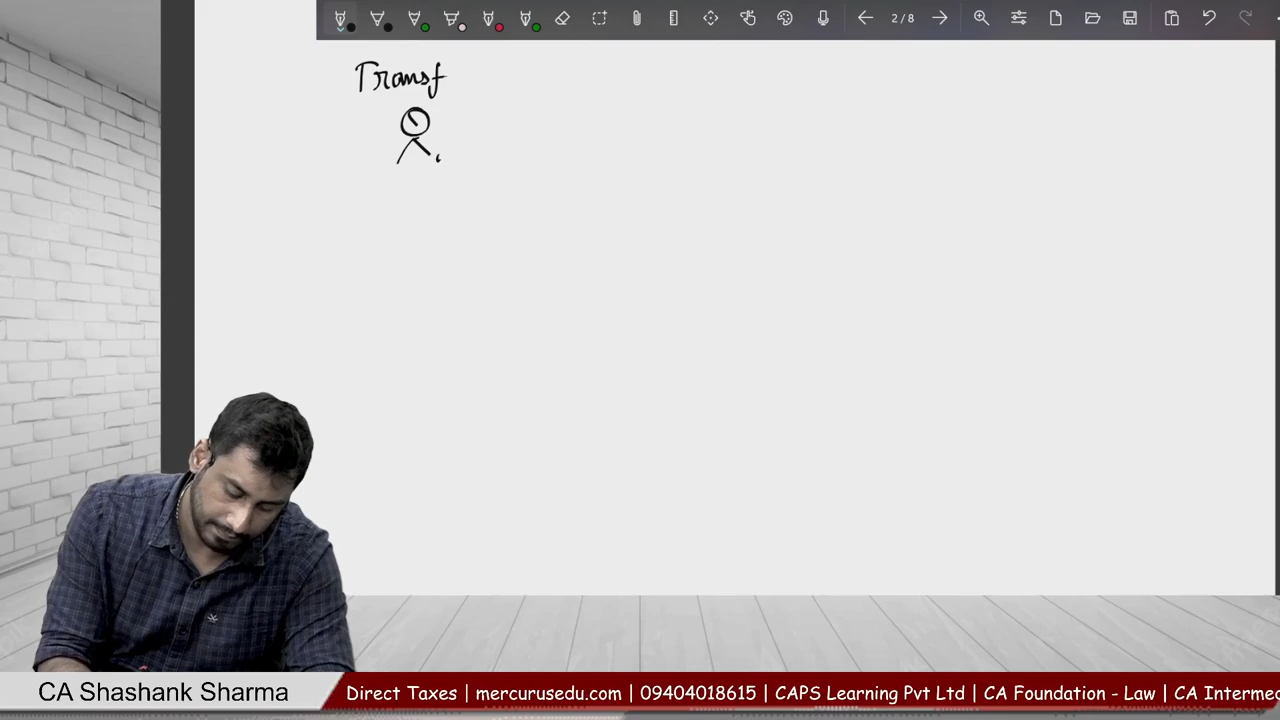 2/8
Transf
CA Shashank Sharma
Direct Taxes | mercurusedu.com | 09404018615 | CAPS Learning Pvt Ltd | CA Foundation - Law | CA Intermed